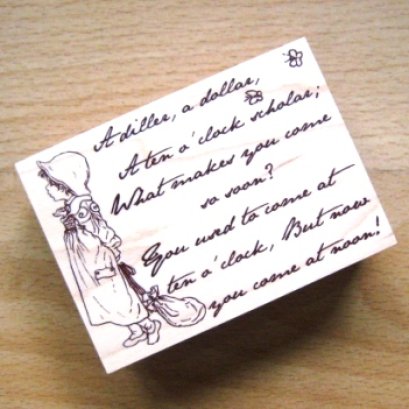 A diller, a dollar,
A ten o'clock scholar;
What makes you come
so soon?
You used to come at
ten o'clock, But now
you come at noon!